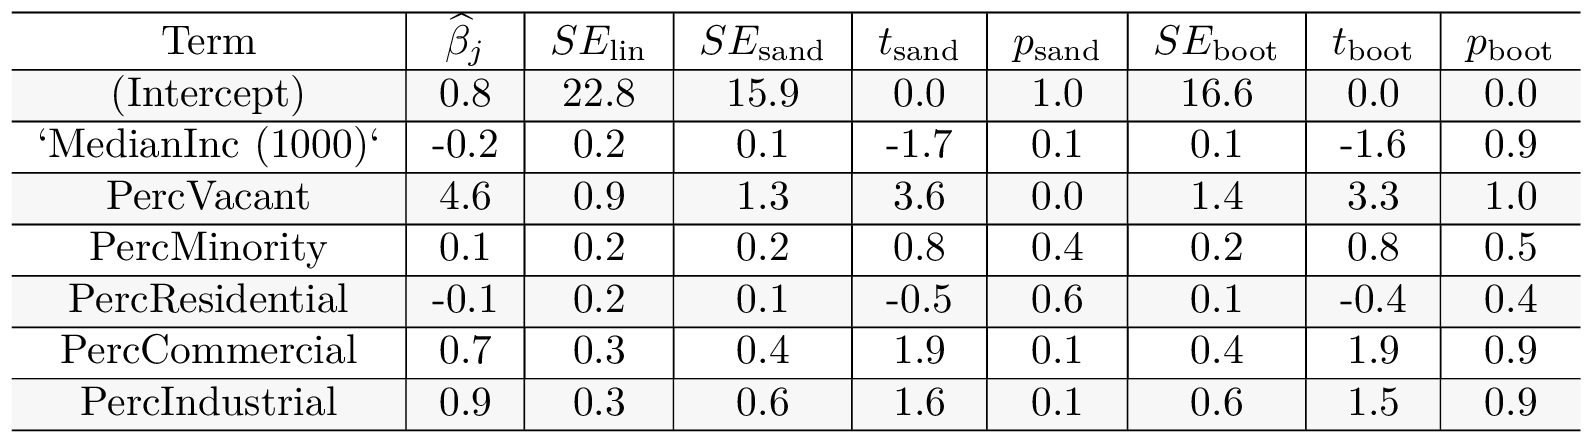 Term $\widehat{\beta}_j$ $SE_{\text{lin}}$ $SE_{\text{sand}}$ $t_{\text{sand}}$ $p_{\text{sand}}$ $SE_{\text{boot}}$ $t_{\text{boot}}$ $p_{\text{boot}}$
(Intercept) 0.8 22.8 15.9 0.0 1.0 16.6 0.0 0.0
‘MedianInc (1000)‘ -0.2 0.2 0.1 -1.7 0.1 0.1 -1.6 0.9
PercVacant 4.6 0.9 1.3 3.6 0.0 1.4 3.3 1.0
PercMinority 0.1 0.2 0.2 0.8 0.4 0.2 0.8 0.5
PercResidential -0.1 0.2 0.1 -0.5 0.6 0.1 -0.4 0.4
PercCommercial 0.7 0.3 0.4 1.9 0.1 0.4 1.9 0.9
PercIndustrial 0.9 0.3 0.6 1.6 0.1 0.6 1.5 0.9